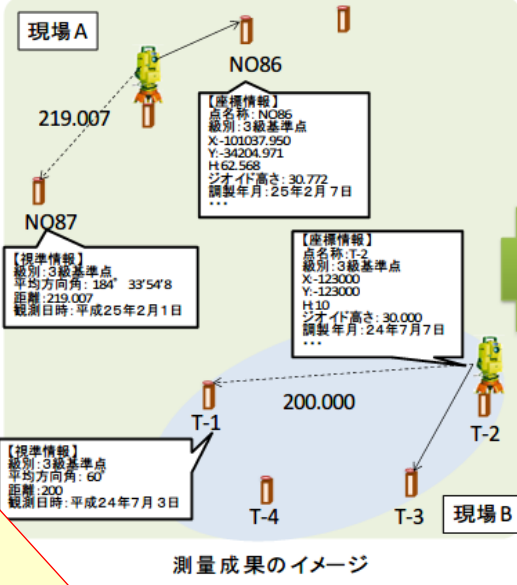 現場A
NO86
219.007
【座標情報】
点名称: NO86
級別:3級基準点
X:-101037.950
Y:-34204.971
H:62.568
ジオイド高さ: 30.772
調製年月:25年2月7日
・・・
NO87
【視準情報】
級別:3級基準点
平均方向角: 184° 33'54'8
距離:219.007
観測日時:平成25年2月1日
【座標情報】
点名称:T-2
級別:3級基準点
X:-123000
Y:-123000
H:10
ジオイド高さ: 30.000
調製年月:24年7月7日
・・・
200.000
T-1
T-2
【視準情報】
級別:3級基準点
平均方向角: 60°
距離:200
観測日時:平成24年7月3日
T-4
T-3
現場B
測量成果のイメージ